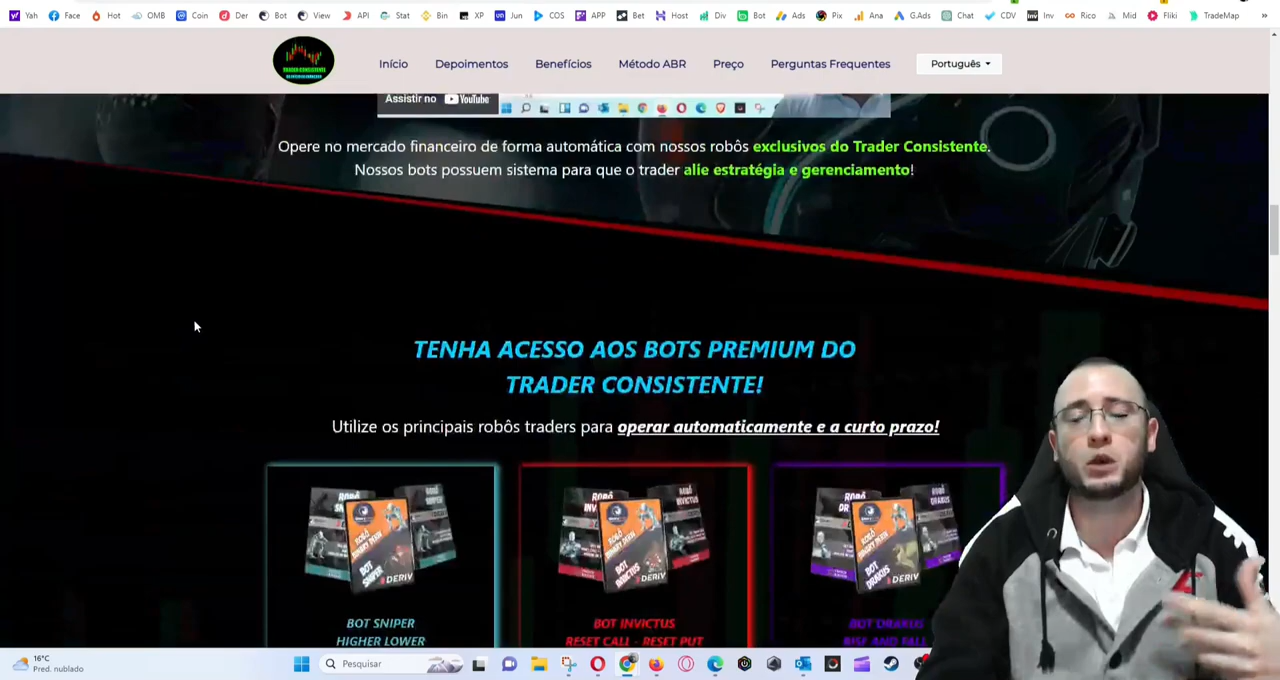 Yah Face Hot OMB Coin Der Bot View API Stat Bin XP Jun COS APP Bet Host Div Bot Ads Pix Ana G.Ads Chat CDV Inv Rico Mid Fliki TradeMap »
TRADER CONSISTENTE
Início Depoimentos Benefícios Método ABR Preço Perguntas Frequentes Português
Assistir no YouTube
Opere no mercado financeiro de forma automática com nossos robôs exclusivos do Trader Consistente.
Nossos bots possuem sistema para que o trader alie estratégia e gerenciamento!
TENHA ACESSO AOS BOTS PREMIUM DO
TRADER CONSISTENTE!
Utilize os principais robôs traders para operar automaticamente e a curto prazo!
BOT SNIPER
HIGHER LOWER
BOT INVICTUS
RESET CALL - RESET PUT
BOT DRAKUS
RISE AND FALL
16°C
Pred. nublado
Pesquisar